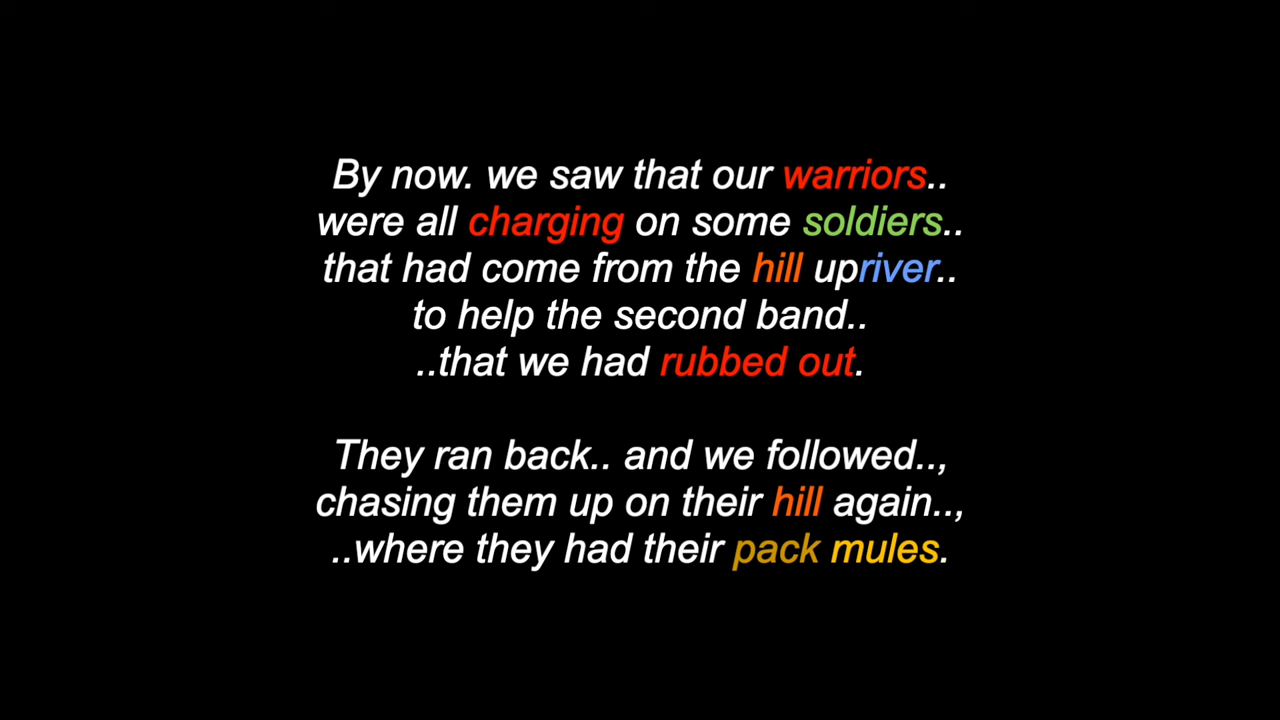 By now. we saw that our warriors..
were all charging on some soldiers..
that had come from the hill upriver..
to help the second band..
..that we had rubbed out.
They ran back.. and we followed..,
chasing them up on their hill again..,
..where they had their pack mules.